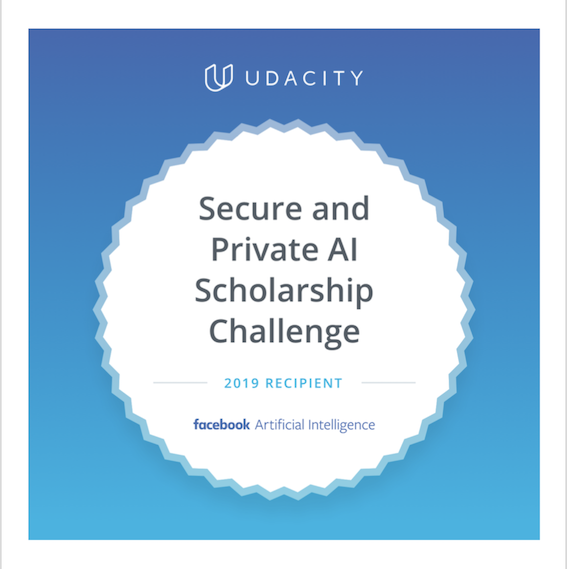 UDACITY
Secure and
Private AI
Scholarship
Challenge
2019 RECIPIENT
facebook Artificial Intelligence